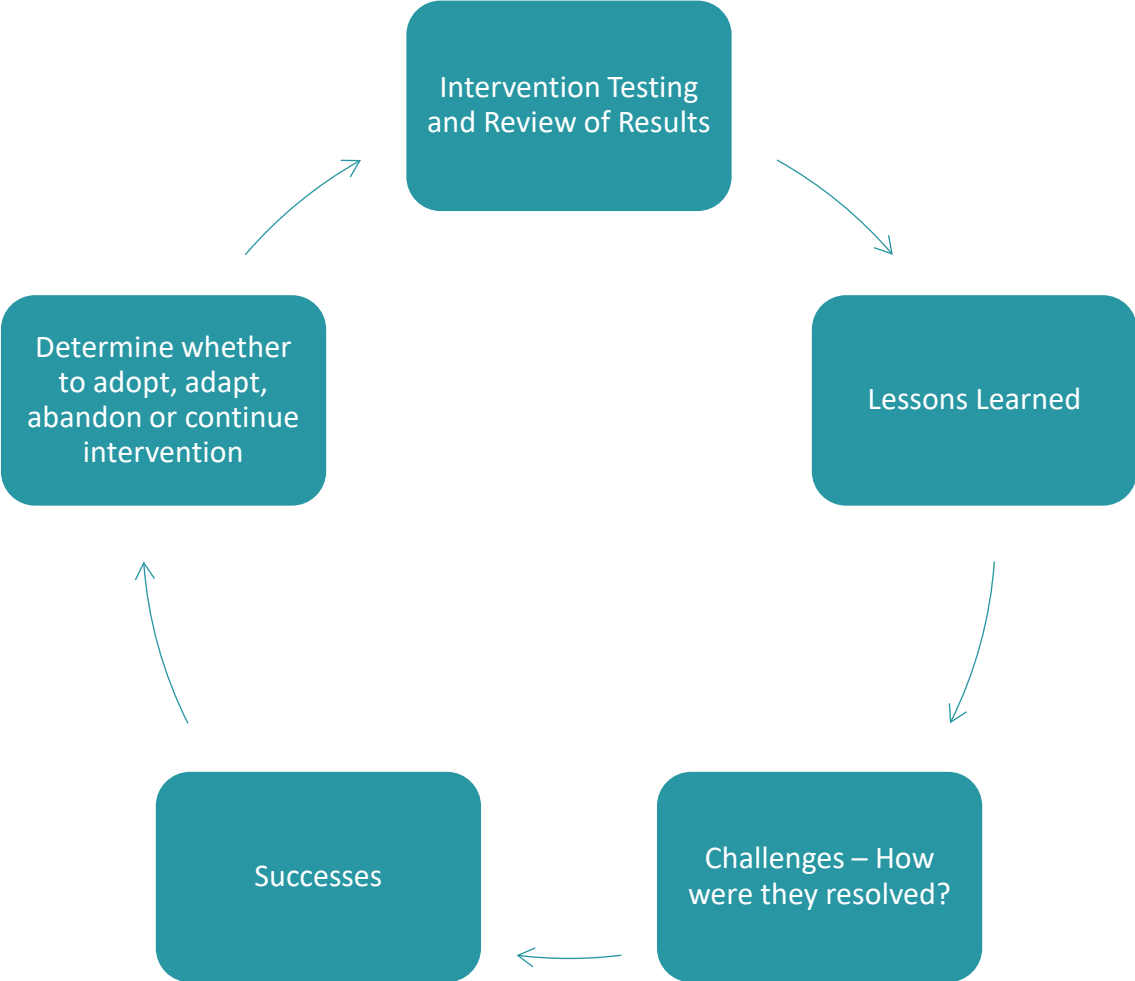 Intervention Testing
and Review of Results
Lessons Learned
Challenges – How
were they resolved?
Successes
Determine whether
to adopt, adapt,
abandon or continue
intervention